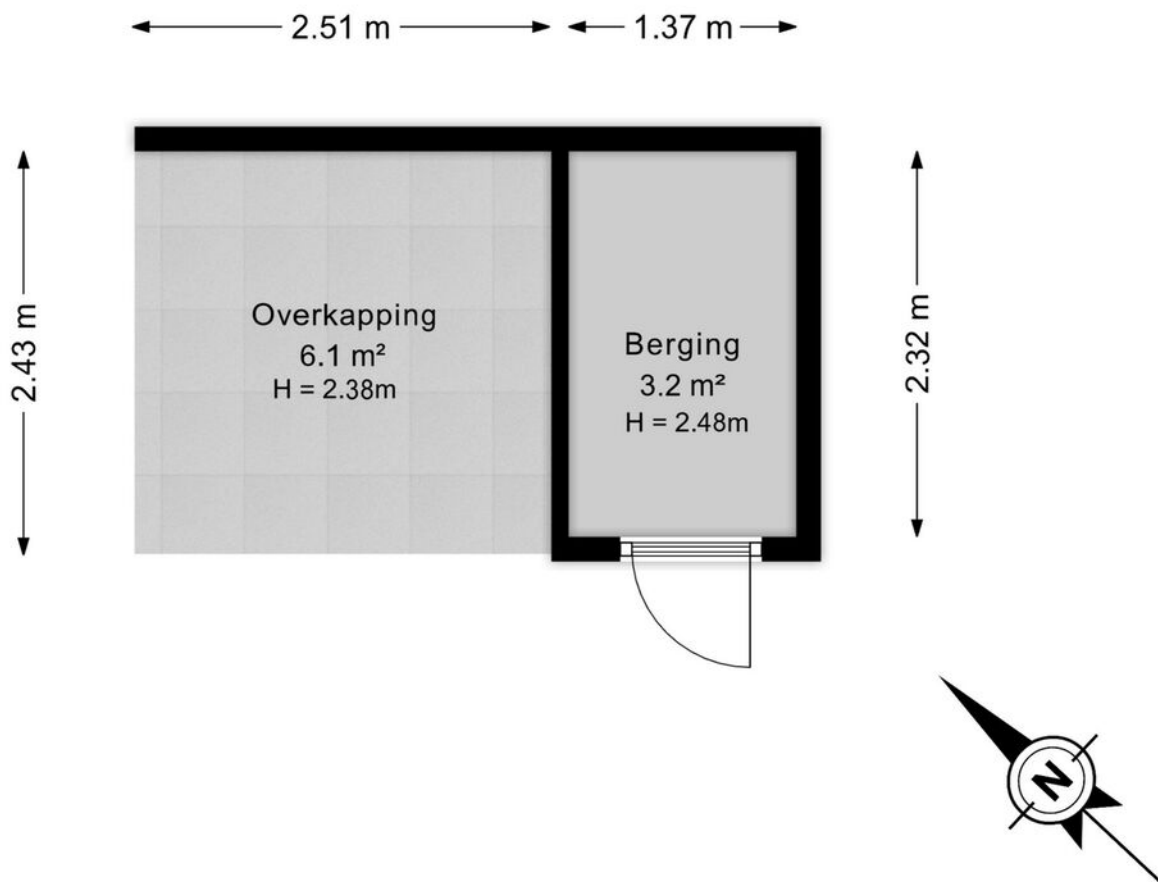 2.51 m
1.37 m
2.43 m
Overkapping
6.1 m²
H = 2.38m
Berging
3.2 m²
H = 2.48m
2.32 m
N